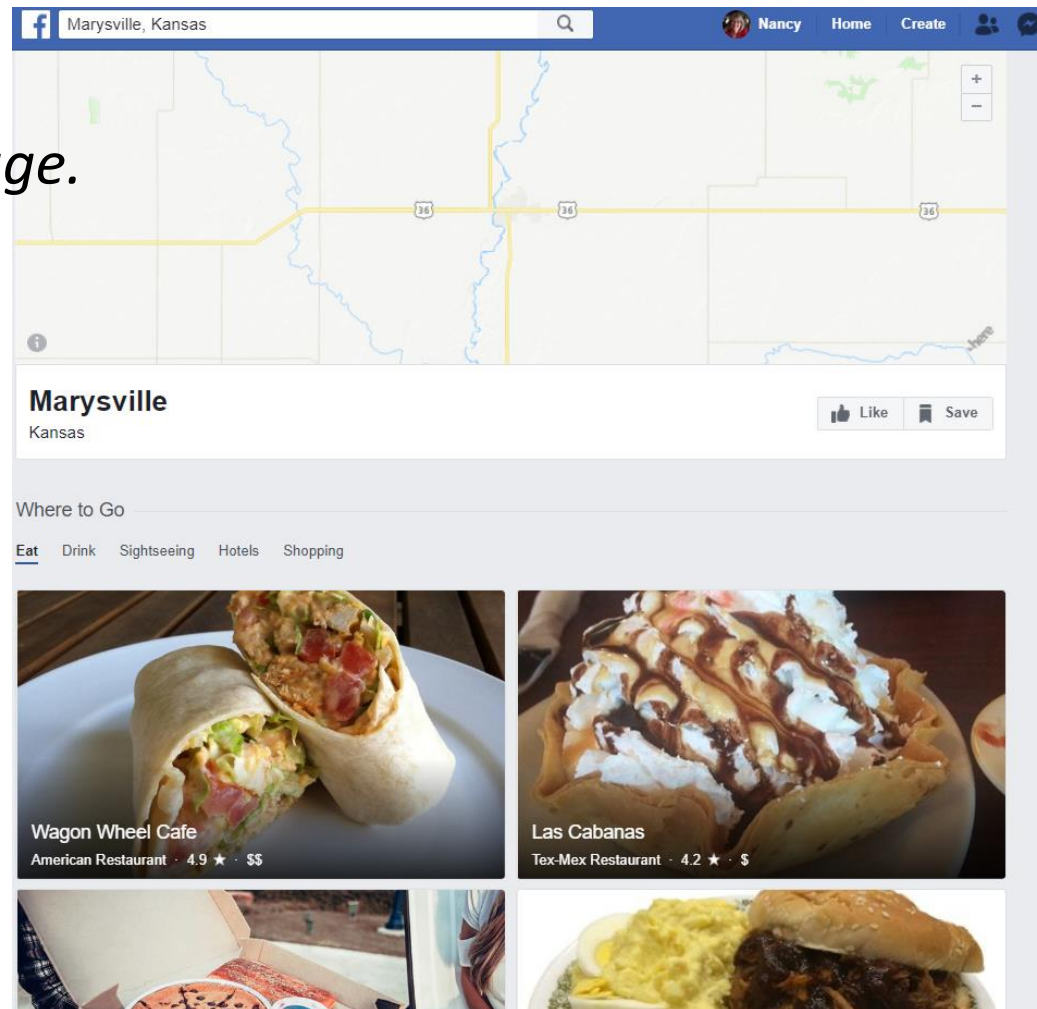 f
Marysville, Kansas
Nancy
Home
Create
ge.
+
−
36
36
36
here
Marysville
Kansas
Like
Save
Where to Go
Eat
Drink
Sightseeing
Hotels
Shopping
Wagon Wheel Cafe
American Restaurant · 4.9 ★ · $$
Las Cabanas
Tex-Mex Restaurant · 4.2 ★ · $